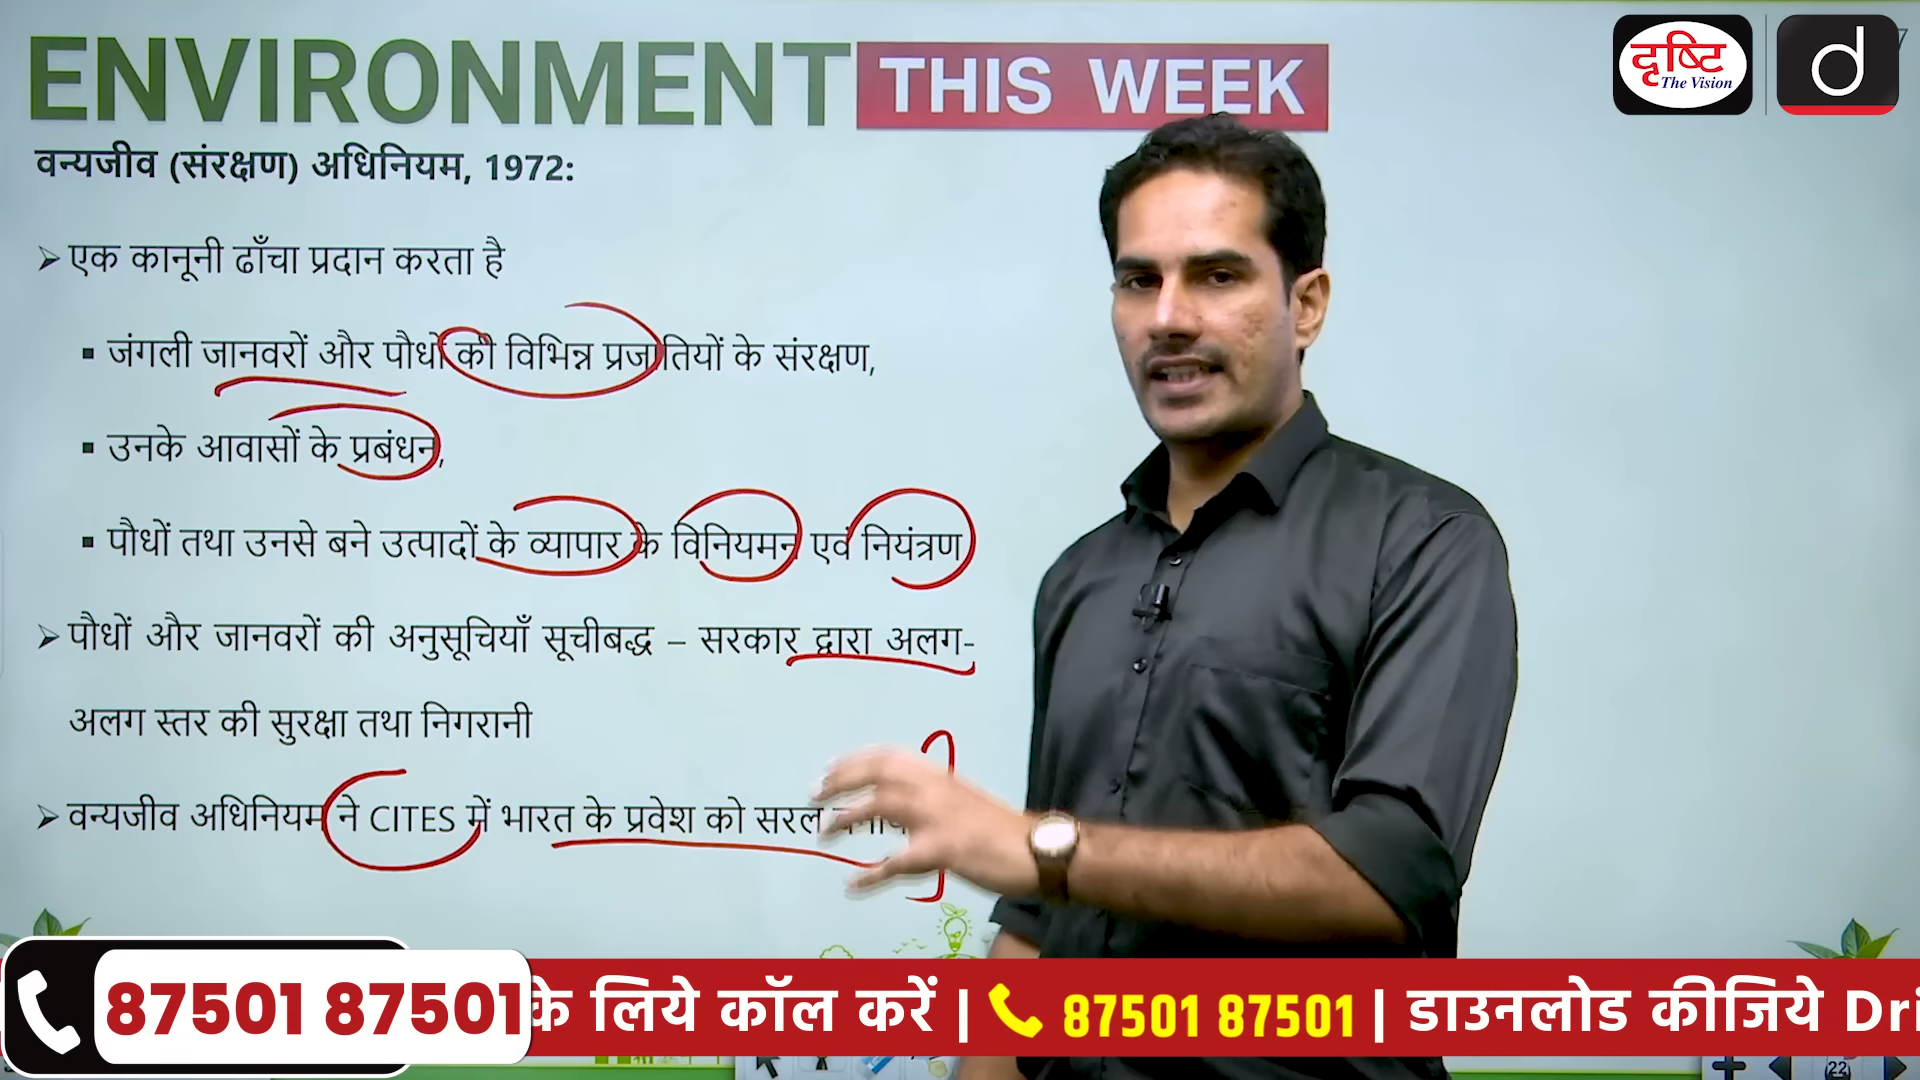 ENVIRONMENT THIS WEEK
दृष्टि
The Vision
d
वन्यजीव (संरक्षण) अधिनियम, 1972:
➢ एक कानूनी ढाँचा प्रदान करता है
▪ जंगली जानवरों और पौधों की विभिन्न प्रजातियों के संरक्षण,
▪ उनके आवासों के प्रबंधन,
▪ पौधों तथा उनसे बने उत्पादों के व्यापार के विनियमन एवं नियंत्रण
➢ पौधों और जानवरों की अनुसूचियाँ सूचीबद्ध – सरकार द्वारा अलग-
अलग स्तर की सुरक्षा तथा निगरानी
➢ वन्यजीव अधिनियम ने CITES में भारत के प्रवेश को सरल
87501 87501 के लिये कॉल करें | 87501 87501 | डाउनलोड कीजिये Dri
22